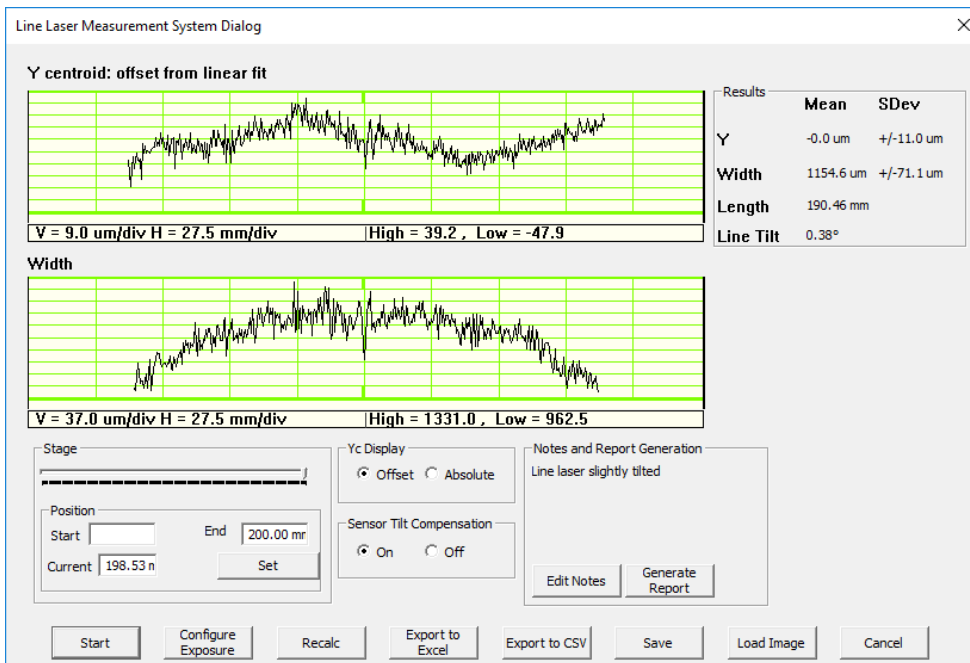 Line Laser Measurement System Dialog
Y centroid: offset from linear fit
V = 9.0 um/div H = 27.5 mm/div |High = 39.2 , Low = -47.9
Results
Mean SDev
Y -0.0 um +/-11.0 um
Width 1154.6 um +/-71.1 um
Length 190.46 mm
Line Tilt 0.38°
Width
V = 37.0 um/div H = 27.5 mm/div |High = 1331.0 , Low = 962.5
Stage
Position
Start End 200.00 mr
Current 198.53 n Set
Yc Display
Offset Absolute
Sensor Tilt Compensation
On Off
Notes and Report Generation
Line laser slightly tilted
Edit Notes Generate Report
Start Configure Exposure Recalc Export to Excel Export to CSV Save Load Image Cancel